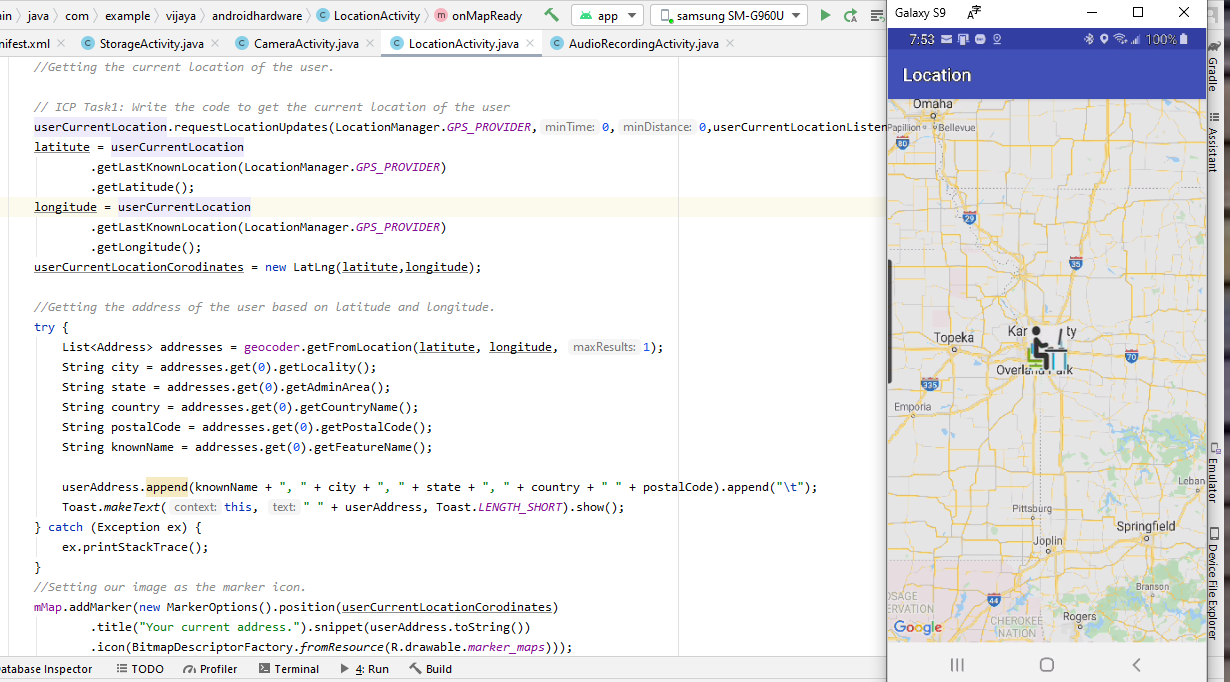 in java com example vijaya androidhardware C LocationActivity m onMapReady app samsung SM-G960U
nifest.xml StorageActivity.java CameraActivity.java LocationActivity.java AudioRecordingActivity.java
//Getting the current location of the user.
// ICP Task1: Write the code to get the current location of the user
userCurrentLocation.requestLocationUpdates(LocationManager.GPS_PROVIDER, minTime: 0, minDistance: 0,userCurrentLocationListen
latitute = userCurrentLocation
.getLastKnownLocation(LocationManager.GPS_PROVIDER)
.getLatitude();
longitude = userCurrentLocation
.getLastKnownLocation(LocationManager.GPS_PROVIDER)
.getLongitude();
userCurrentLocationCorodinates = new LatLng(latitute,longitude);
//Getting the address of the user based on latitude and longitude.
try {
List<Address> addresses = geocoder.getFromLocation(latitute, longitude, maxResults: 1);
String city = addresses.get(0).getLocality();
String state = addresses.get(0).getAdminArea();
String country = addresses.get(0).getCountryName();
String postalCode = addresses.get(0).getPostalCode();
String knownName = addresses.get(0).getFeatureName();
userAddress.append(knownName + ", " + city + ", " + state + ", " + country + " " + postalCode).append("\t");
Toast.makeText( context: this, text: " " + userAddress, Toast.LENGTH_SHORT).show();
} catch (Exception ex) {
ex.printStackTrace();
}
//Setting our image as the marker icon.
mMap.addMarker(new MarkerOptions().position(userCurrentLocationCorodinates)
.title("Your current address.").snippet(userAddress.toString())
.icon(BitmapDescriptorFactory.fromResource(R.drawable.marker_maps)));
atabase Inspector TODO Profiler Terminal 4: Run Build
Galaxy S9
7:53 100%
Location
Omaha
Papillion Bellevue
80
29
35
Kar ty
Topeka
70
Overland Park
335
Emporia
Leban
Pittsburg
Springfield
Joplin
Branson
OSAGE
ERVATION
44
Rogers
CHEROKEE
NATION
Google
Gradle
Assistant
Emulator
Device File Explorer